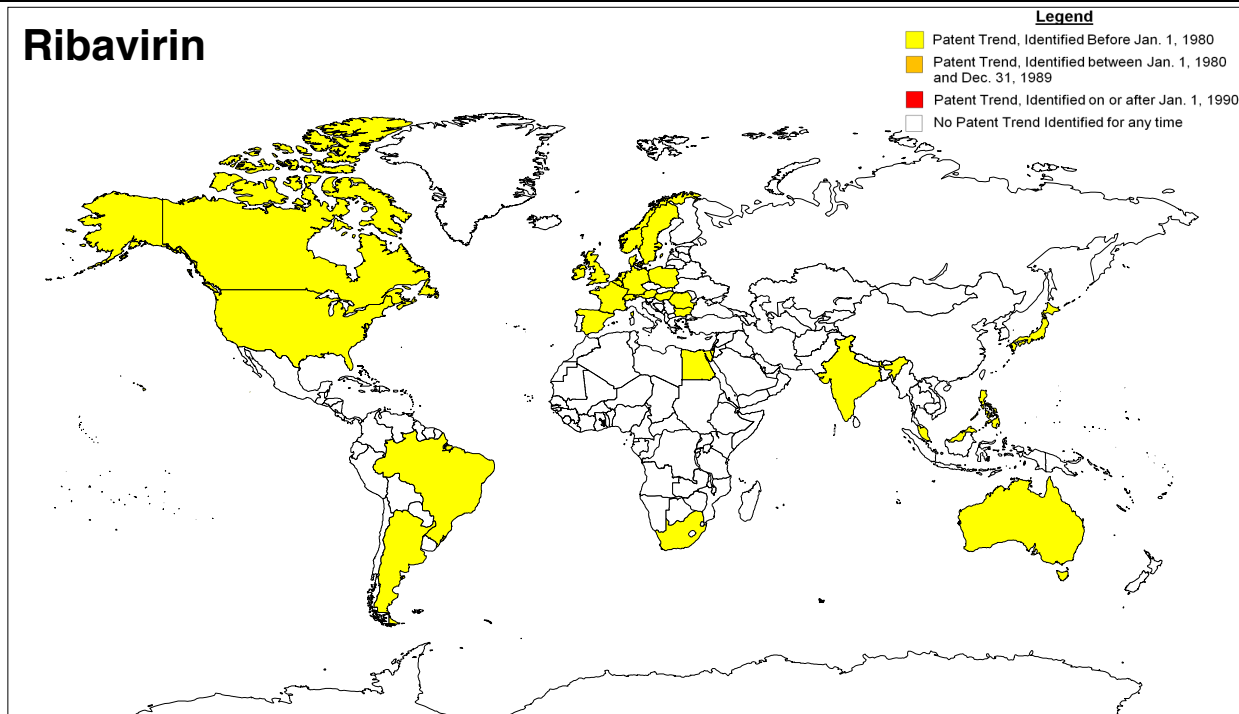 Ribavirin
Legend
Patent Trend, Identified Before Jan. 1, 1980
Patent Trend, Identified between Jan. 1, 1980
and Dec. 31, 1989
Patent Trend, Identified on or after Jan. 1, 1990
No Patent Trend Identified for any time